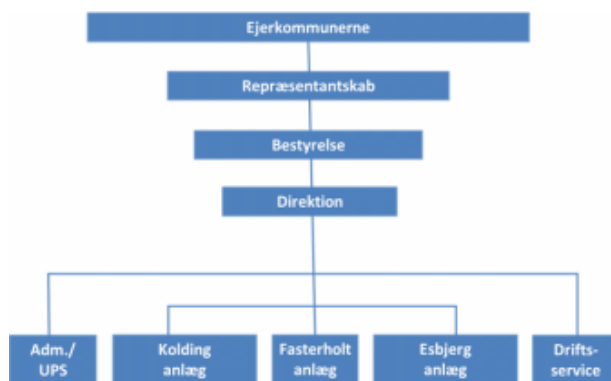 Ejerkommunerne
Repræsentantskab
Bestyrelse
Direktion
Adm./
UPS
Kolding
anlæg
Fasterholt
anlæg
Esbjerg
anlæg
Drifts-
service